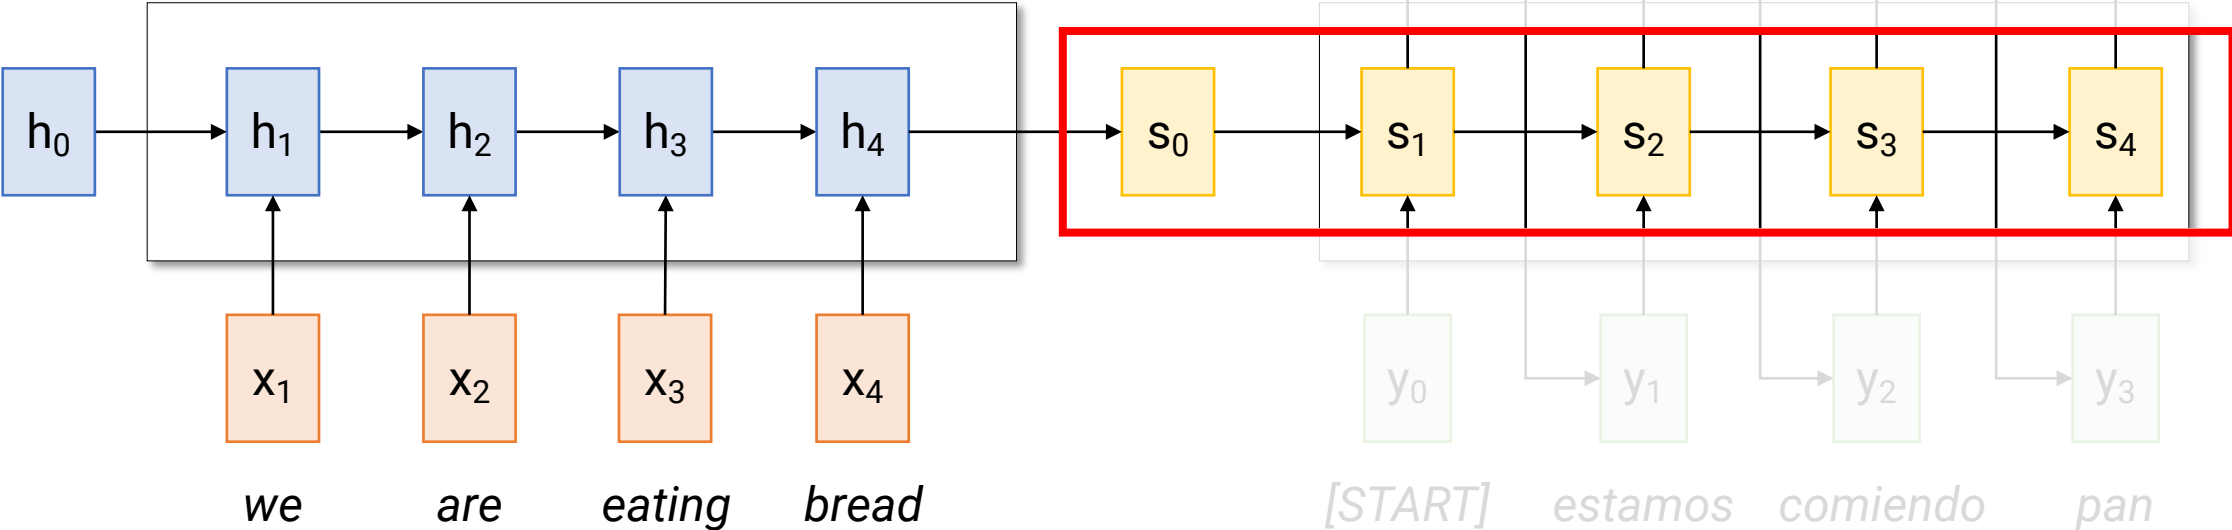 h₀ h₁ h₂ h₃ h₄ s₀ s₁ s₂ s₃ s₄
x₁ x₂ x₃ x₄ y₀ y₁ y₂ y₃
we are eating bread [START] estamos comiendo pan